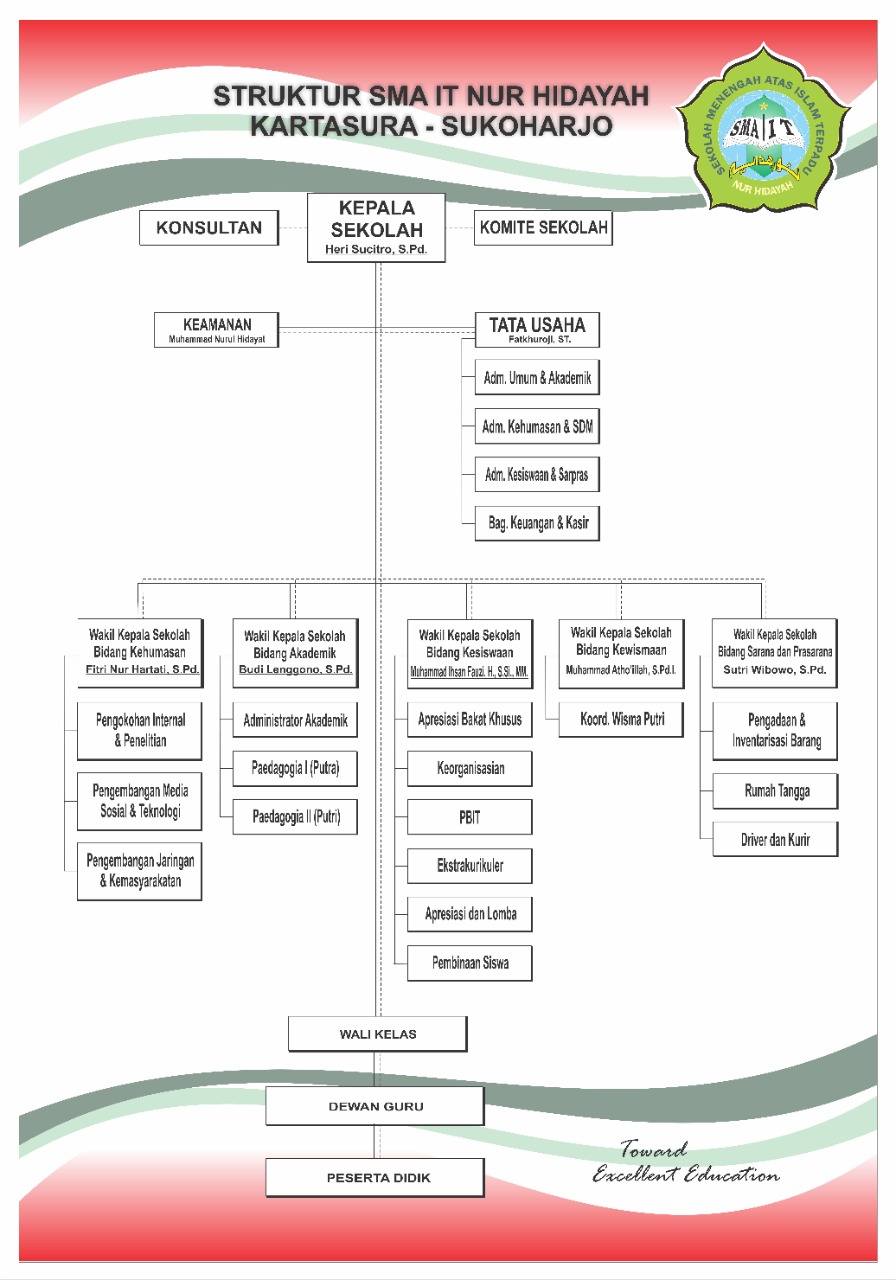 STRUKTUR SMA IT NUR HIDAYAH
KARTASURA - SUKOHARJO
SEKOLAH MENENGAH ATAS ISLAM TERPADU
SMA IT
NUR HIDAYAH
KONSULTAN
KEPALA
SEKOLAH
Heri Sucitro, S.Pd.
KOMITE SEKOLAH
KEAMANAN
Muhammad Nurul Hidayat
TATA USAHA
Fatkhuroji, ST.
Adm. Umum & Akademik
Adm. Kehumasan & SDM
Adm. Kesiswaan & Sarpras
Bag. Keuangan & Kasir
Wakil Kepala Sekolah
Bidang Kehumasan
Fitri Nur Hartati, S.Pd.
Pengokohan Internal
& Penelitian
Pengembangan Media
Sosial & Teknologi
Pengembangan Jaringan
& Kemasyarakatan
Wakil Kepala Sekolah
Bidang Akademik
Budi Lenggono, S.Pd.
Administrator Akademik
Paedagogia I (Putra)
Paedagogia II (Putri)
Wakil Kepala Sekolah
Bidang Kesiswaan
Muhammad Ihsan Fauzi. H., S.Si., MM.
Apresiasi Bakat Khusus
Keorganisasian
PBIT
Ekstrakurikuler
Apresiasi dan Lomba
Pembinaan Siswa
Wakil Kepala Sekolah
Bidang Kewismaan
Muhammad Atho'illah, S.Pd.I.
Koord. Wisma Putri
Wakil Kepala Sekolah
Bidang Sarana dan Prasarana
Sutri Wibowo, S.Pd.
Pengadaan &
Inventarisasi Barang
Rumah Tangga
Driver dan Kurir
WALI KELAS
DEWAN GURU
PESERTA DIDIK
Toward
Excellent Education